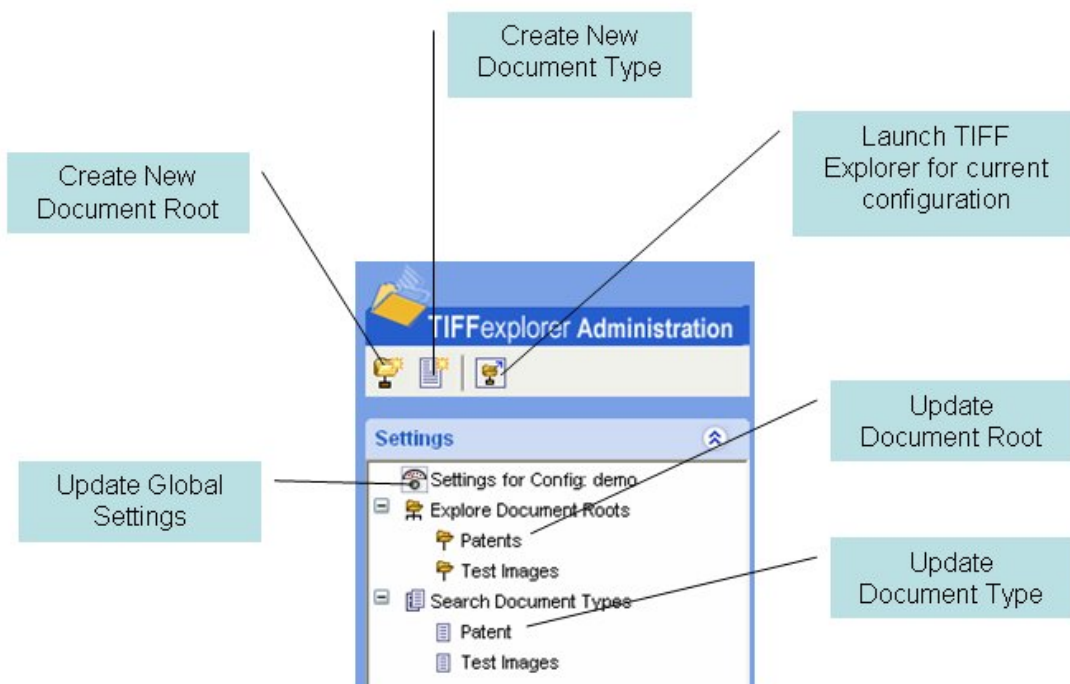 Create New
Document Type
Launch TIFF
Explorer for current
configuration
Create New
Document Root
TIFFexplorer Administration
Settings
Update
Document Root
Update Global
Settings
Settings for Config: demo
Explore Document Roots
Patents
Test Images
Search Document Types
Patent
Test Images
Update
Document Type